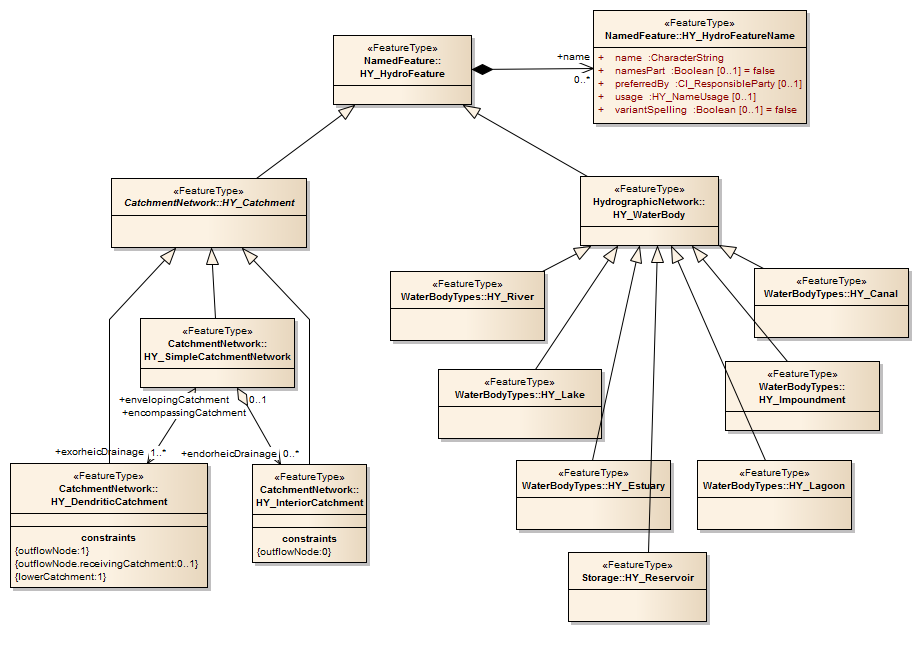 «FeatureType»
NamedFeature::
HY_HydroFeature
+name
0..*
«FeatureType»
NamedFeature::HY_HydroFeatureName
+ name :CharacterString
+ namesPart :Boolean [0..1] = false
+ preferredBy :CI_ResponsibleParty [0..1]
+ usage :HY_NameUsage [0..1]
+ variantSpelling :Boolean [0..1] = false
«FeatureType»
CatchmentNetwork::HY_Catchment
«FeatureType»
HydrographicNetwork::
HY_WaterBody
«FeatureType»
WaterBodyTypes::HY_River
«FeatureType»
WaterBodyTypes::HY_Canal
«FeatureType»
CatchmentNetwork::
HY_SimpleCatchmentNetwork
«FeatureType»
WaterBodyTypes::HY_Lake
«FeatureType»
WaterBodyTypes::
HY_Impoundment
+envelopingCatchment
0..1
+encompassingCatchment
+exorheicDrainage
1..*
+endorheicDrainage
0..*
«FeatureType»
CatchmentNetwork::
HY_DendriticCatchment
constraints
{outflowNode:1}
{outflowNode.receivingCatchment:0..1}
{lowerCatchment:1}
«FeatureType»
CatchmentNetwork::
HY_InteriorCatchment
constraints
{outflowNode:0}
«FeatureType»
WaterBodyTypes::HY_Estuary
«FeatureType»
WaterBodyTypes::HY_Lagoon
«FeatureType»
Storage::HY_Reservoir